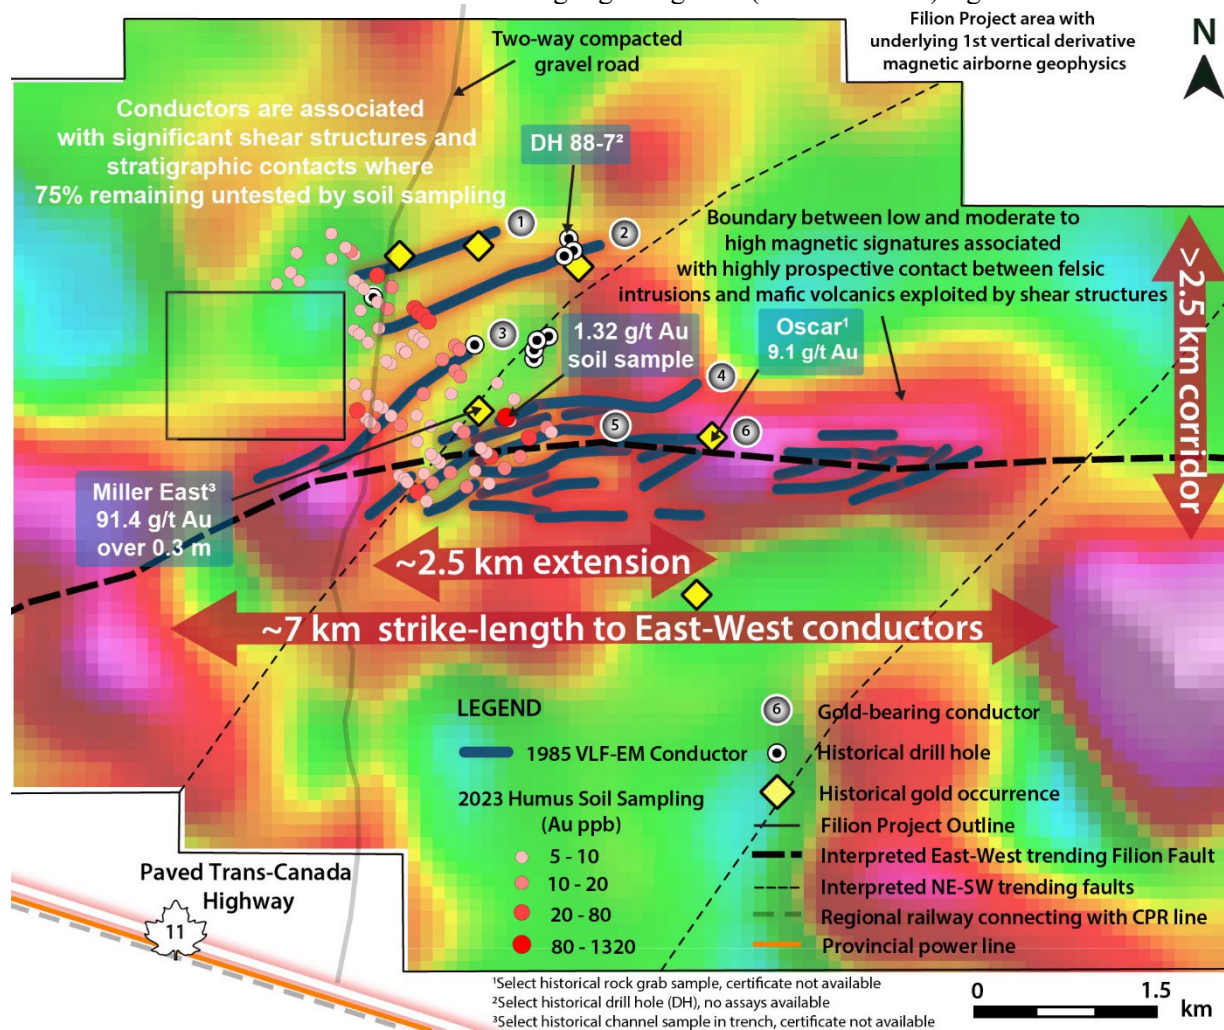 Filion Project area with
underlying 1st vertical derivative
magnetic airborne geophysics
N
Two-way compacted
gravel road
Conductors are associated
with significant shear structures and
stratigraphic contacts where
75% remaining untested by soil sampling
DH 88-7²
1
2
Boundary between low and moderate to
high magnetic signatures associated
with highly prospective contact between felsic
intrusions and mafic volcanics exploited by shear structures
>2.5 km corridor
3
1.32 g/t Au
soil sample
Oscar¹
9.1 g/t Au
4
5
6
Miller East³
91.4 g/t Au
over 0.3 m
~2.5 km extension
~7 km strike-length to East-West conductors
LEGEND
1985 VLF-EM Conductor
2023 Humus Soil Sampling
(Au ppb)
5 - 10
10 - 20
20 - 80
80 - 1320
6
Gold-bearing conductor
Historical drill hole
Historical gold occurrence
Filion Project Outline
Interpreted East-West trending Filion Fault
Interpreted NE-SW trending faults
Regional railway connecting with CPR line
Provincial power line
Paved Trans-Canada
Highway
11
¹Select historical rock grab sample, certificate not available
²Select historical drill hole (DH), no assays available
³Select historical channel sample in trench, certificate not available
0 1.5
km